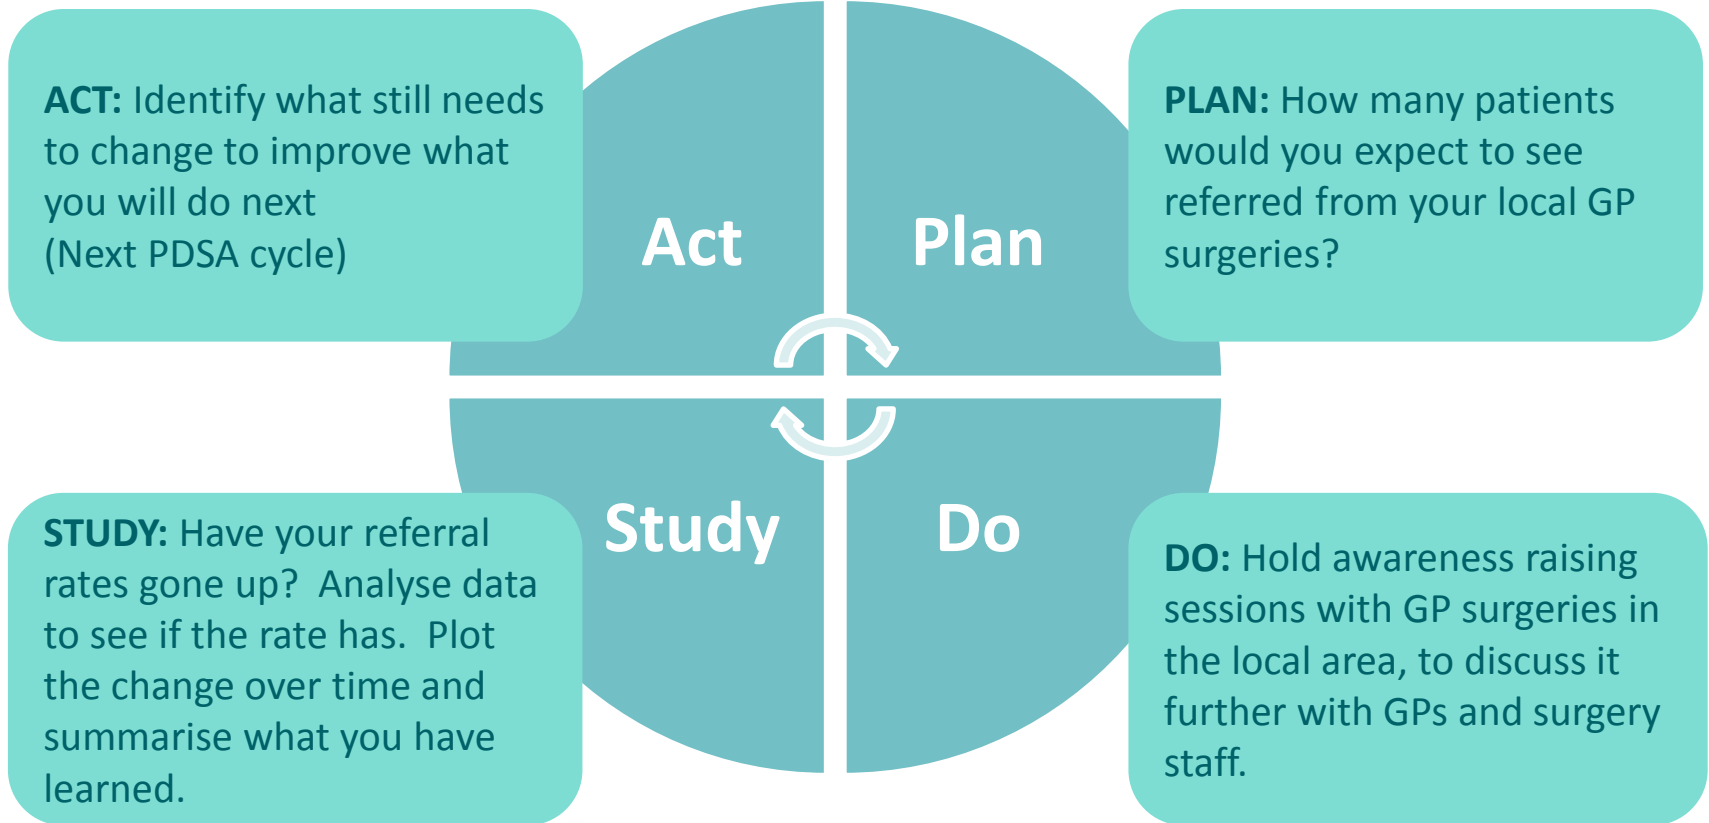 ACT: Identify what still needs
to change to improve what
you will do next
(Next PDSA cycle)
Act
Plan
PLAN: How many patients
would you expect to see
referred from your local GP
surgeries?
STUDY: Have your referral
rates gone up?  Analyse data
to see if the rate has.  Plot
the change over time and
summarise what you have
learned.
Study
Do
DO: Hold awareness raising
sessions with GP surgeries in
the local area, to discuss it
further with GPs and surgery
staff.